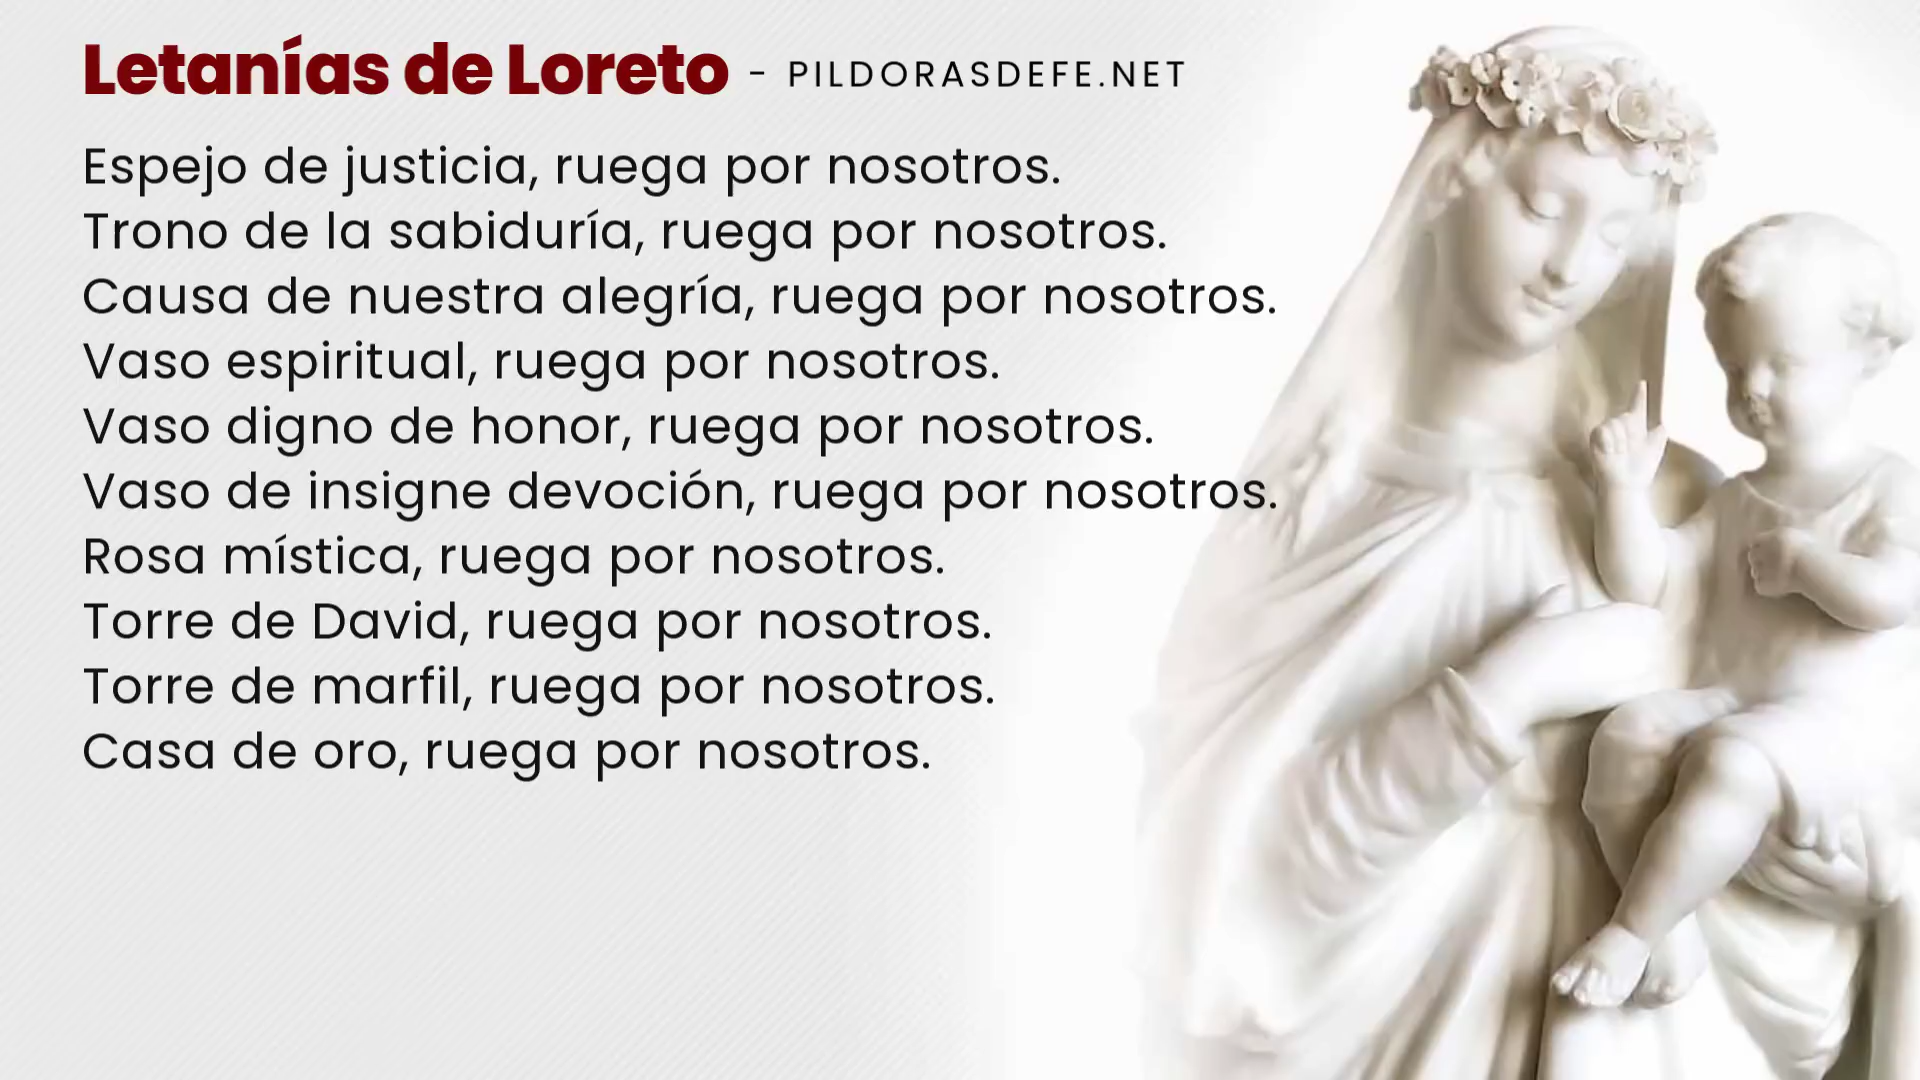 Letanías de Loreto - PILDORASDEFE.NET
Espejo de justicia, ruega por nosotros.
Trono de la sabiduría, ruega por nosotros.
Causa de nuestra alegría, ruega por nosotros.
Vaso espiritual, ruega por nosotros.
Vaso digno de honor, ruega por nosotros.
Vaso de insigne devoción, ruega por nosotros.
Rosa mística, ruega por nosotros.
Torre de David, ruega por nosotros.
Torre de marfil, ruega por nosotros.
Casa de oro, ruega por nosotros.